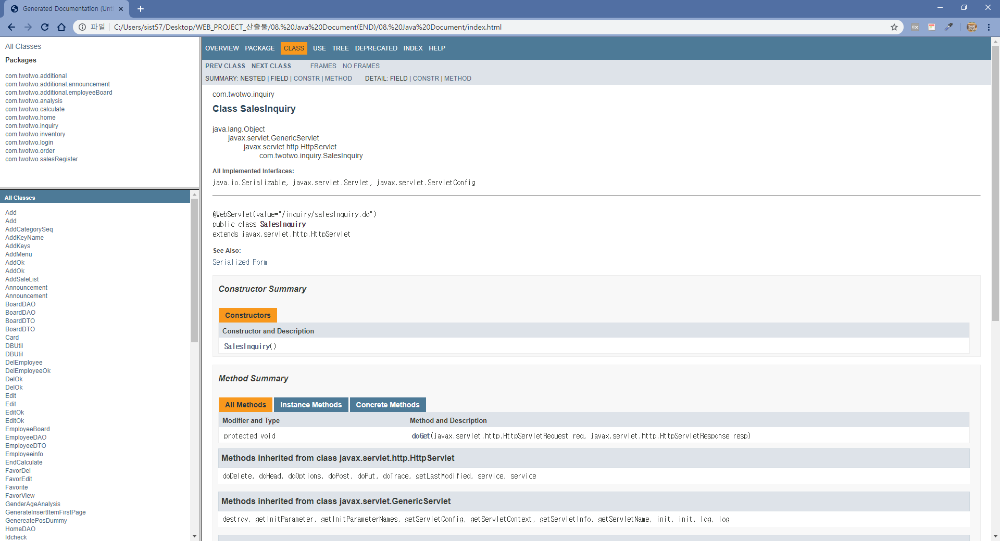 Generated Documentation (Unt
파일
C:/Users/sist57/Desktop/WEB_PROJECT_산출물/08.%20Java%20Document(END)/08.%20Java%20Document/index.html
All Classes
Packages
com.twotwo.additional
com.twotwo.additional.announcement
com.twotwo.additional.employeeBoard
com.twotwo.analysis
com.twotwo.calculate
com.twotwo.home
com.twotwo.inquiry
com.twotwo.inventory
com.twotwo.login
com.twotwo.order
com.twotwo.salesRegister
All Classes
Add
Add
AddCategorySeq
AddKeyName
AddKeys
AddMenu
AddOk
AddOk
AddSaleList
Announcement
Announcement
BoardDAO
BoardDAO
BoardDTO
BoardDTO
Card
DBUtil
DBUtil
DelEmployee
DelEmployeeOk
DelOk
DelOk
Edit
Edit
EditOk
EditOk
EmployeeBoard
EmployeeDAO
EmployeeDTO
Employeeinfo
EndCalculate
FavorDel
FavorEdit
Favorite
FavorView
GenderAgeAnalysis
GenerateInsertItemFirstPage
GenereatePosDummy
HomeDAO
Idcheck
OVERVIEW PACKAGE CLASS USE TREE DEPRECATED INDEX HELP
PREV CLASS NEXT CLASS FRAMES NO FRAMES
SUMMARY: NESTED | FIELD | CONSTR | METHOD DETAIL: FIELD | CONSTR | METHOD
com.twotwo.inquiry
Class SalesInquiry
java.lang.Object
javax.servlet.GenericServlet
javax.servlet.http.HttpServlet
com.twotwo.inquiry.SalesInquiry
All Implemented Interfaces:
java.io.Serializable, javax.servlet.Servlet, javax.servlet.ServletConfig
@WebServlet(value="/inquiry/salesInquiry.do")
public class SalesInquiry
extends javax.servlet.http.HttpServlet
See Also:
Serialized Form
Constructor Summary
Constructors
Constructor and Description
SalesInquiry()
Method Summary
All Methods Instance Methods Concrete Methods
Modifier and Type Method and Description
protected void doGet(javax.servlet.http.HttpServletRequest req, javax.servlet.http.HttpServletResponse resp)
Methods inherited from class javax.servlet.http.HttpServlet
doDelete, doHead, doOptions, doPost, doPut, doTrace, getLastModified, service, service
Methods inherited from class javax.servlet.GenericServlet
destroy, getInitParameter, getInitParameterNames, getServletConfig, getServletContext, getServletInfo, getServletName, init, init, log, log